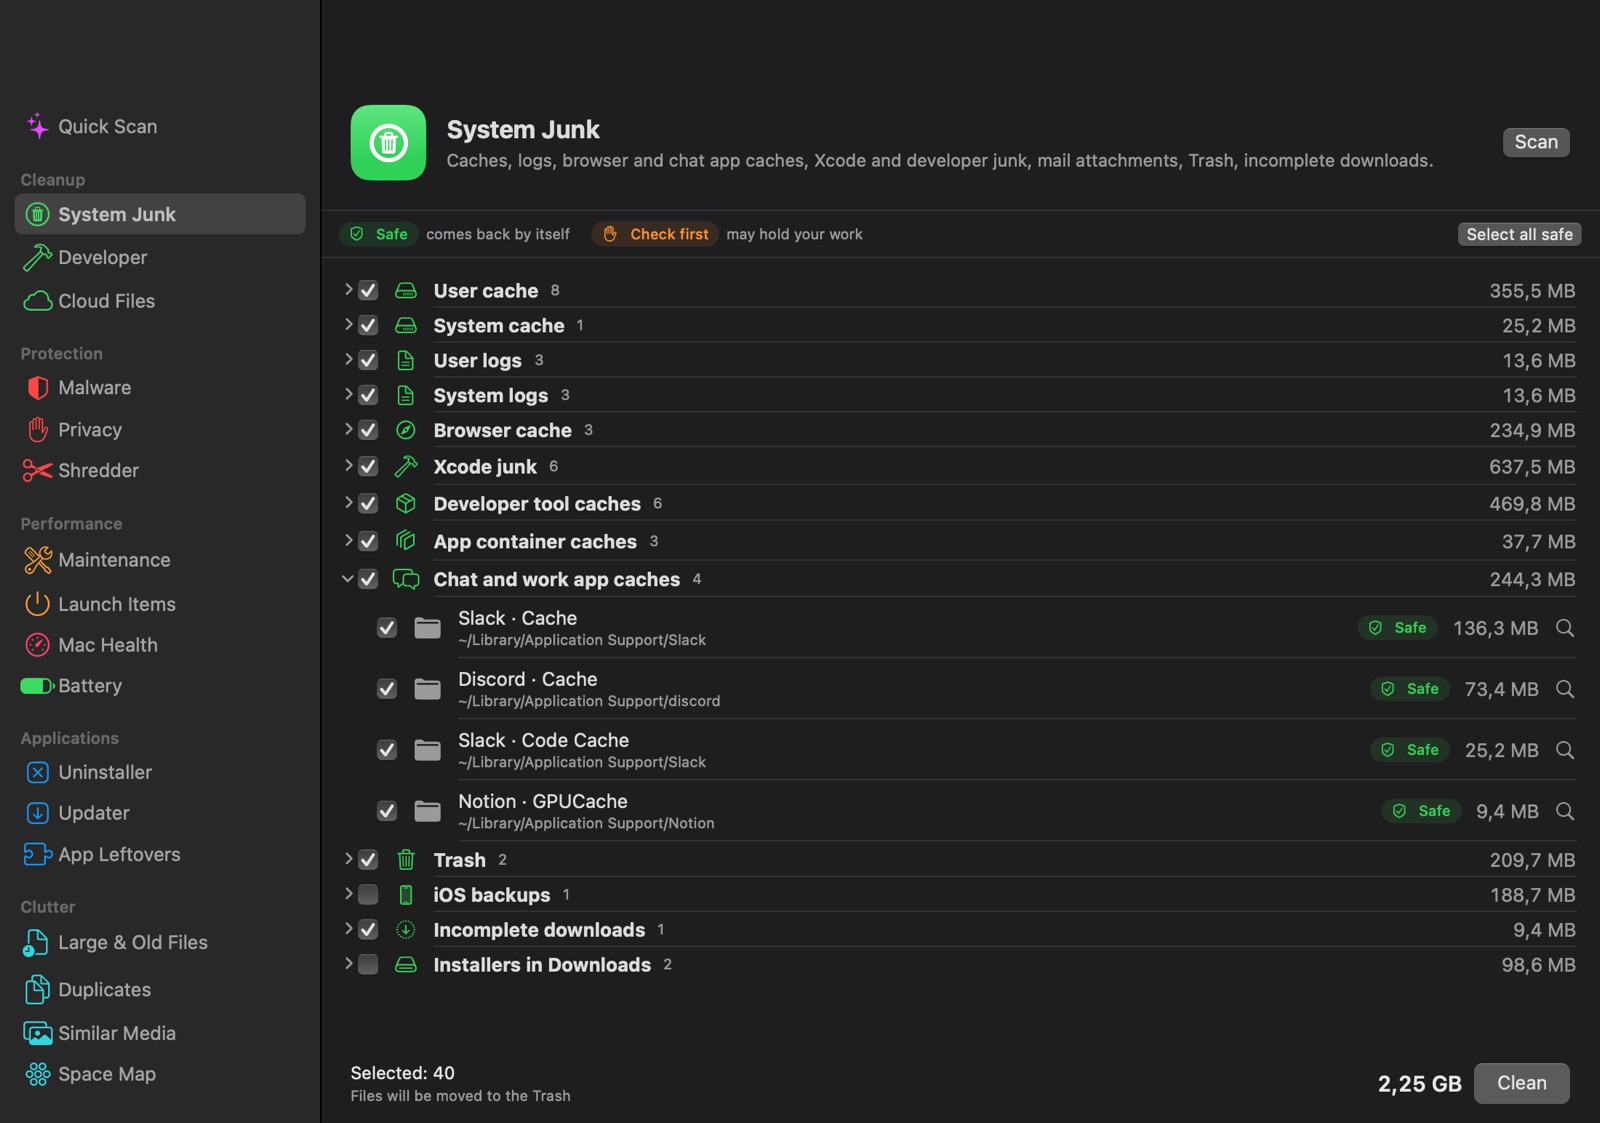 Quick Scan
Cleanup
System Junk
Developer
Cloud Files
Protection
Malware
Privacy
Shredder
Performance
Maintenance
Launch Items
Mac Health
Battery
Applications
Uninstaller
Updater
App Leftovers
Clutter
Large & Old Files
Duplicates
Similar Media
Space Map
System Junk
Caches, logs, browser and chat app caches, Xcode and developer junk, mail attachments, Trash, incomplete downloads.
Scan
Safe comes back by itself Check first may hold your work Select all safe
User cache 8 355,5 MB
System cache 1 25,2 MB
User logs 3 13,6 MB
System logs 3 13,6 MB
Browser cache 3 234,9 MB
Xcode junk 6 637,5 MB
Developer tool caches 6 469,8 MB
App container caches 3 37,7 MB
Chat and work app caches 4 244,3 MB
Slack · Cache
~/Library/Application Support/Slack
Safe 136,3 MB
Discord · Cache
~/Library/Application Support/discord
Safe 73,4 MB
Slack · Code Cache
~/Library/Application Support/Slack
Safe 25,2 MB
Notion · GPUCache
~/Library/Application Support/Notion
Safe 9,4 MB
Trash 2 209,7 MB
iOS backups 1 188,7 MB
Incomplete downloads 1 9,4 MB
Installers in Downloads 2 98,6 MB
Selected: 40
Files will be moved to the Trash
2,25 GB Clean